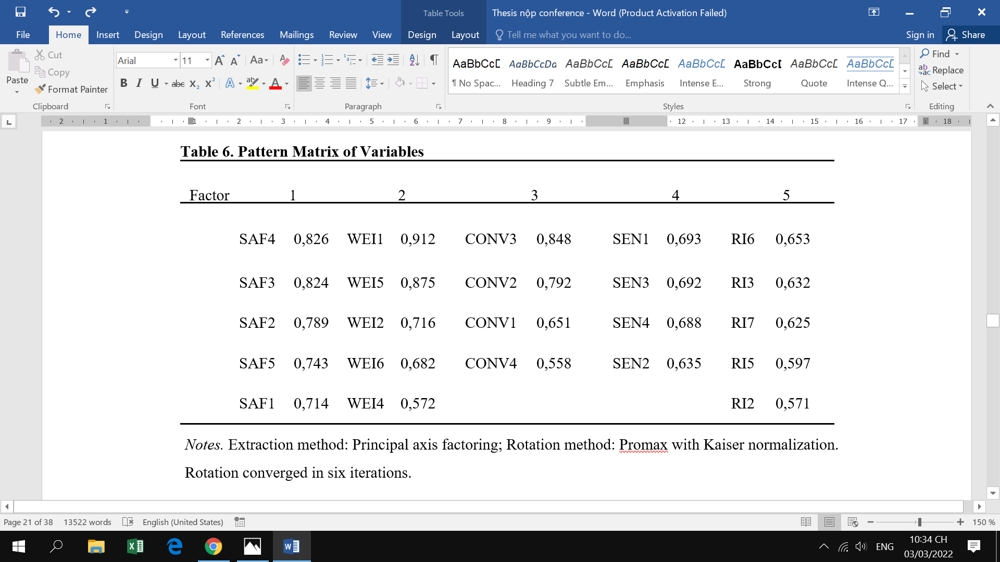 Thesis nộp conference - Word (Product Activation Failed)
Table Tools
File Home Insert Design Layout References Mailings Review View Design Layout Tell me what you want to do... Sign in Share
Paste
Cut
Copy
Format Painter
Clipboard
Arial 11
Font
Paragraph
AaBbCcD AaBbCcDd AaBbCcD AaBbCcD AaBbCcD AaBbCcD AaBbCcD AaBbCcD
¶ No Spac... Heading 7 Subtle Em... Emphasis Intense E... Strong Quote Intense Q...
Styles
Find
Replace
Select
Editing
2 1 1 2 3 4 5 6 7 8 9 12 13 14 15 16 17 18
Table 6. Pattern Matrix of Variables
Factor 1 2 3 4 5
SAF4 0,826 WEI1 0,912 CONV3 0,848 SEN1 0,693 RI6 0,653
SAF3 0,824 WEI5 0,875 CONV2 0,792 SEN3 0,692 RI3 0,632
SAF2 0,789 WEI2 0,716 CONV1 0,651 SEN4 0,688 RI7 0,625
SAF5 0,743 WEI6 0,682 CONV4 0,558 SEN2 0,635 RI5 0,597
SAF1 0,714 WEI4 0,572 RI2 0,571
Notes. Extraction method: Principal axis factoring; Rotation method: Promax with Kaiser normalization.
Rotation converged in six iterations.
Page 21 of 38 13522 words English (United States) 150 %
ENG
10:34 CH
03/03/2022